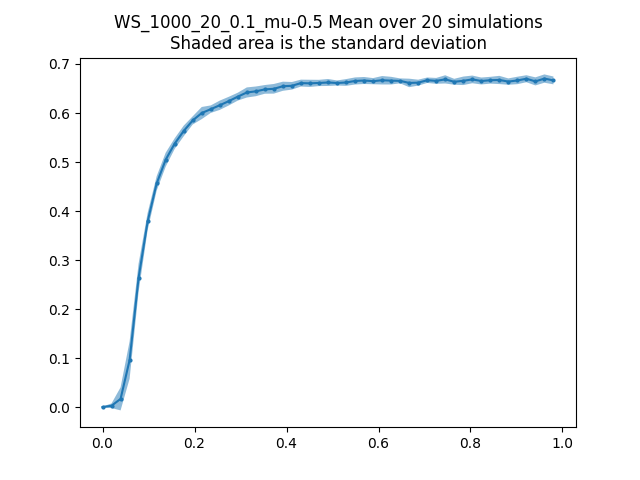 WS_1000_20_0.1_mu-0.5 Mean over 20 simulations
Shaded area is the standard deviation
0.7
0.6
0.5
0.4
0.3
0.2
0.1
0.0
0.0 0.2 0.4 0.6 0.8 1.0